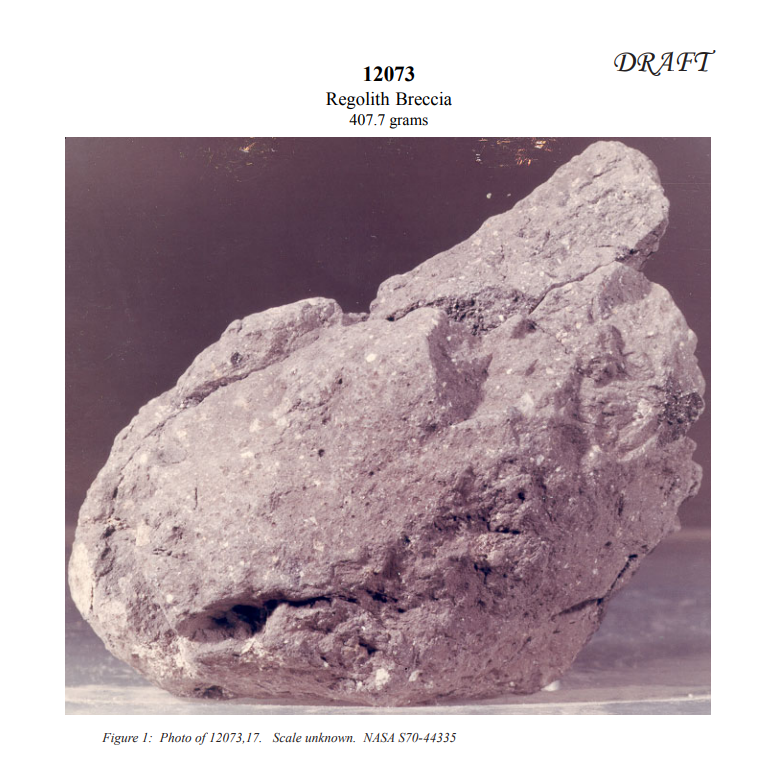 DRAFT
12073
Regolith Breccia
407.7 grams
Figure 1: Photo of 12073,17. Scale unknown. NASA S70-44335